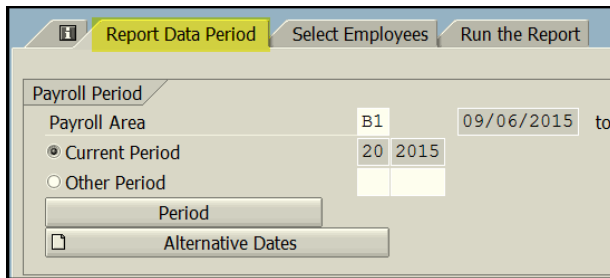 Report Data Period Select Employees Run the Report
Payroll Period
Payroll Area B1 09/06/2015 to
Current Period 20 2015
Other Period
Period
Alternative Dates